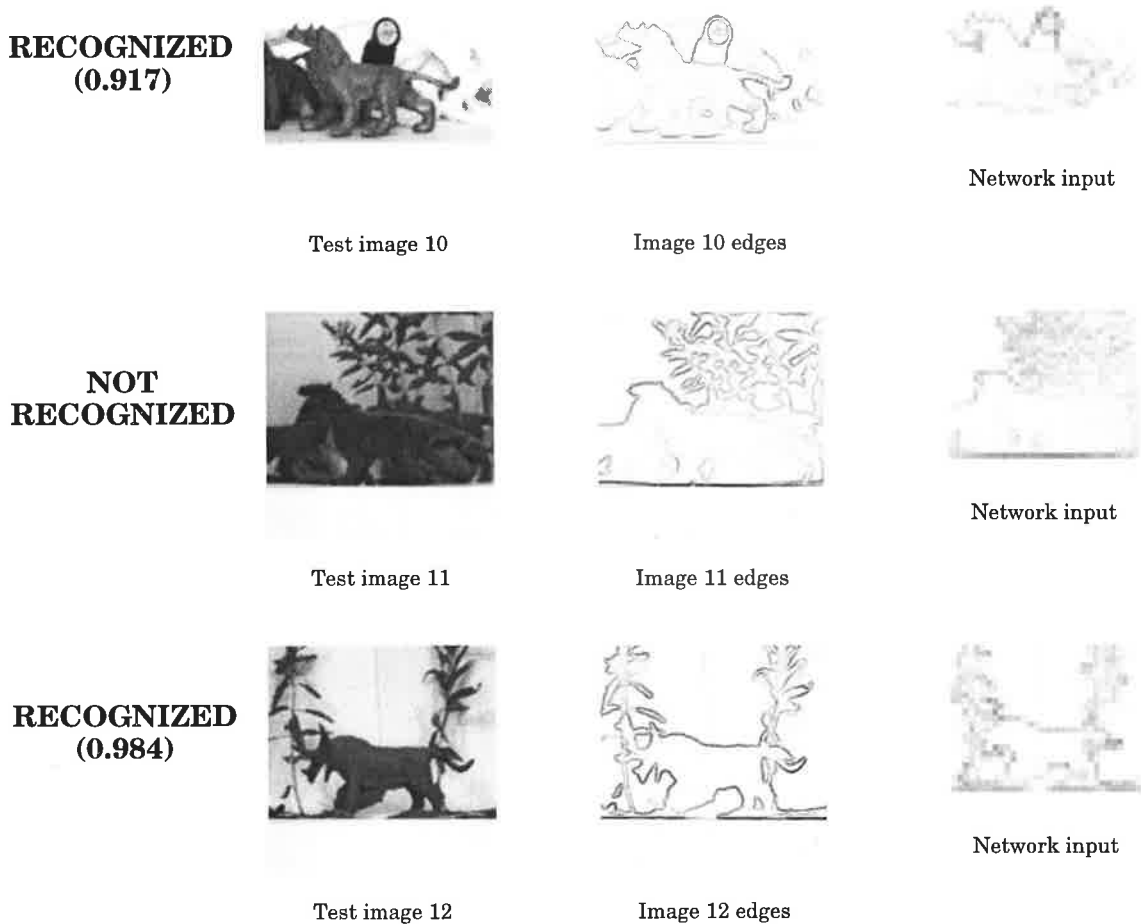 RECOGNIZED
(0.917)
Network input
Test image 10
Image 10 edges
NOT
RECOGNIZED
Network input
Test image 11
Image 11 edges
RECOGNIZED
(0.984)
Network input
Test image 12
Image 12 edges